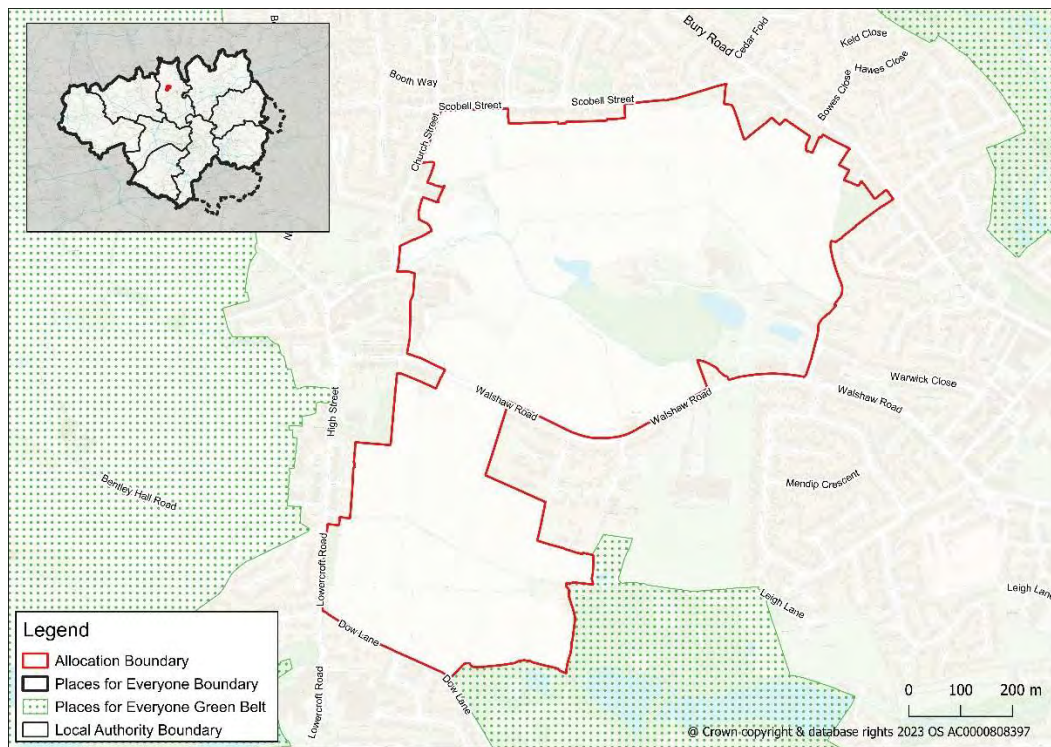 Bury Road
Cedar Fold
Keld Close
Hawes Close
Bowes Close
Booth Way
Scobell Street
Scobell Street
Church Street
Warwick Close
Walshaw Road
Walshaw Road
Walshaw Road
High Street
Mendip Crescent
Bentley Hall Road
Lowercroft Road
Leigh Lane
Leigh Lane
Dow Lane
Dow Lane
Lowercroft Road
Legend
Allocation Boundary
Places for Everyone Boundary
Places for Everyone Green Belt
Local Authority Boundary
0 100 200 m
@ Crown copyright & database rights 2023 OS AC0000808397